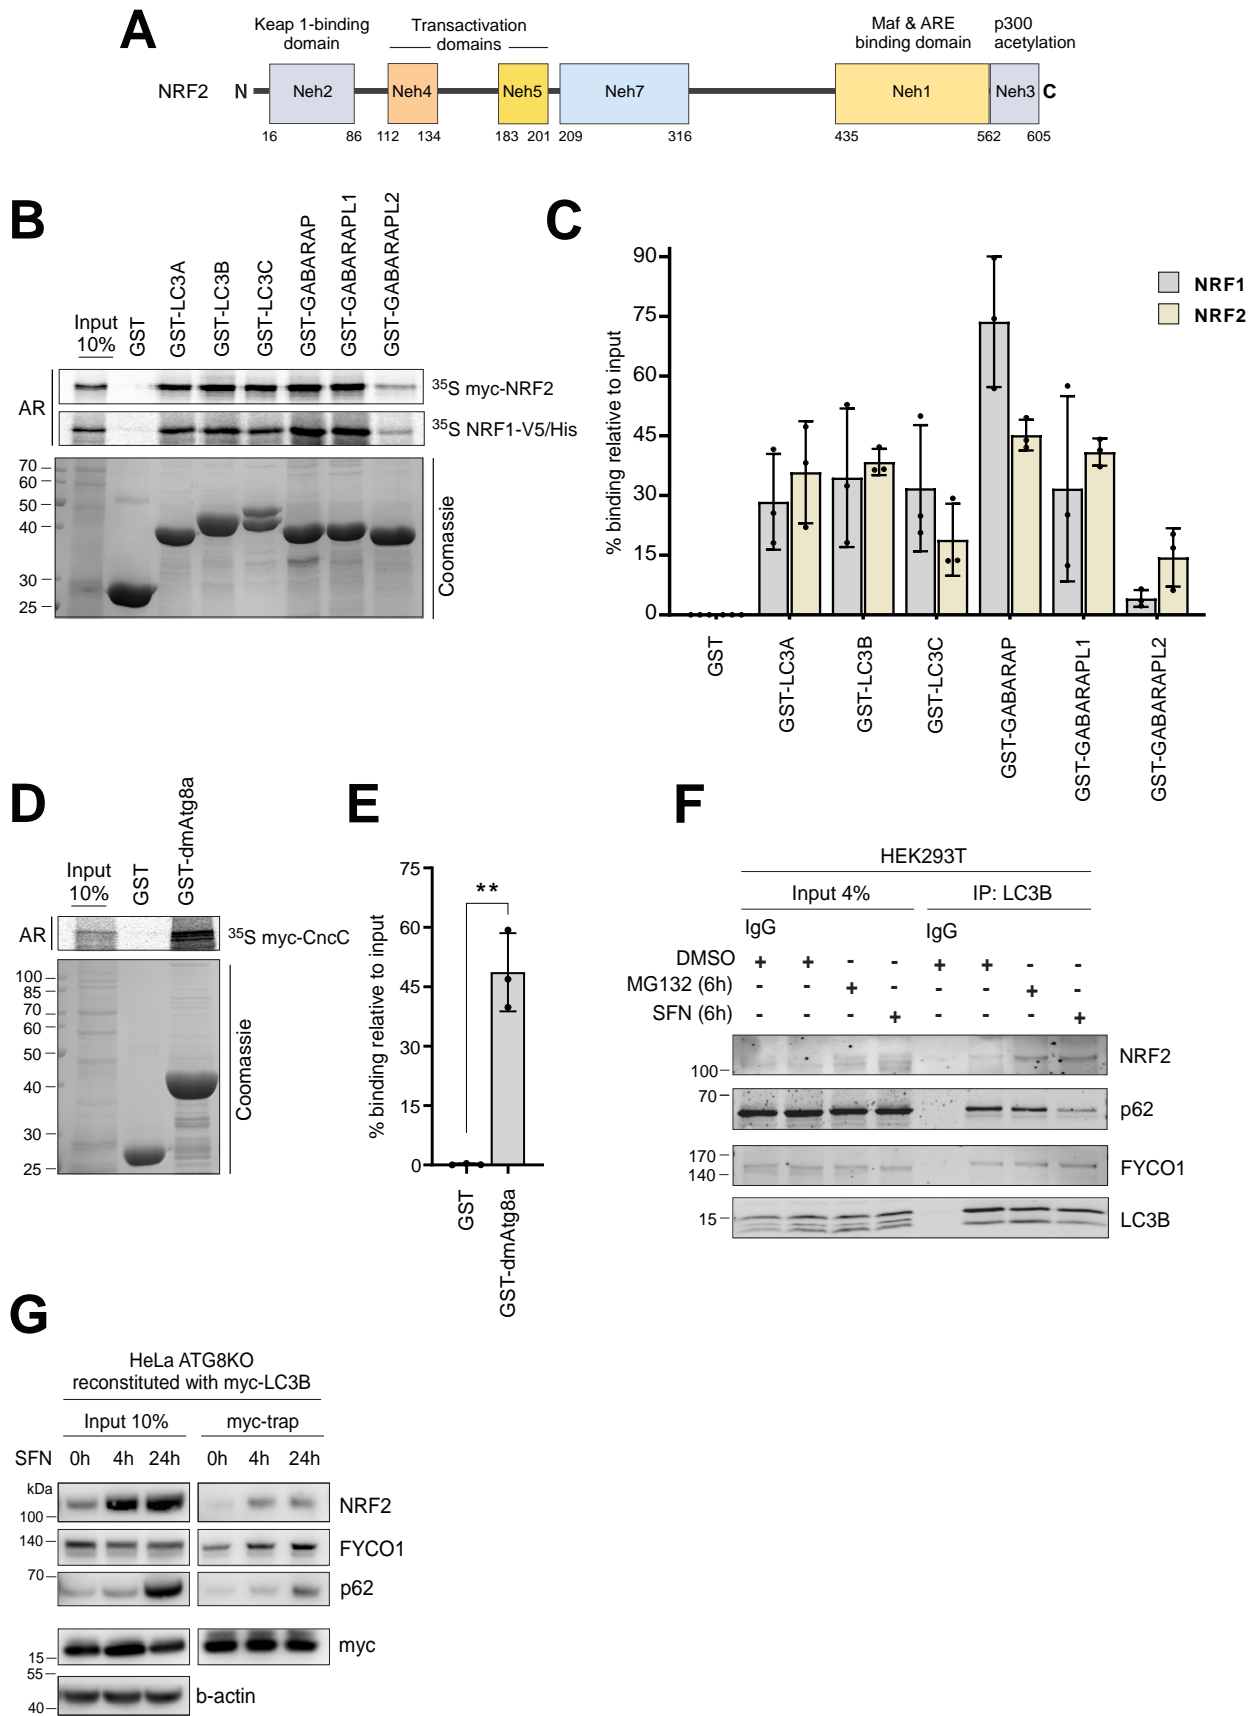 A
Keap 1-binding
domain
Transactivation
domains
Maf & ARE
binding domain
p300
acetylation
NRF2 N Neh2 Neh4 Neh5 Neh7 Neh1 Neh3 C
16 86 112 134 183 201 209 316 435 562 605
B
Input
10%
GST
GST-LC3A
GST-LC3B
GST-LC3C
GST-GABARAP
GST-GABARAPL1
GST-GABARAPL2
AR
35S myc-NRF2
35S NRF1-V5/His
70
60
50
40
30
25
Coomassie
C
% binding relative to input
90
75
60
45
30
15
0
NRF1
NRF2
GST
GST-LC3A
GST-LC3B
GST-LC3C
GST-GABARAP
GST-GABARAPL1
GST-GABARAPL2
D
Input
10%
GST
GST-dmAtg8a
AR
35S myc-CncC
100
85
70
60
50
40
30
25
Coomassie
E
% binding relative to input
75
60
45
30
15
0
**
GST
GST-dmAtg8a
F
HEK293T
Input 4% IP: LC3B
IgG IgG
DMSO + + - - + + - -
MG132 (6h) - - + - - - + -
SFN (6h) - - - + - - - +
NRF2
100
70
p62
170
140
FYCO1
15
LC3B
G
HeLa ATG8KO
reconstituted with myc-LC3B
Input 10% myc-trap
SFN 0h 4h 24h 0h 4h 24h
kDa
100
NRF2
140
FYCO1
70
p62
myc
15
55
40
b-actin